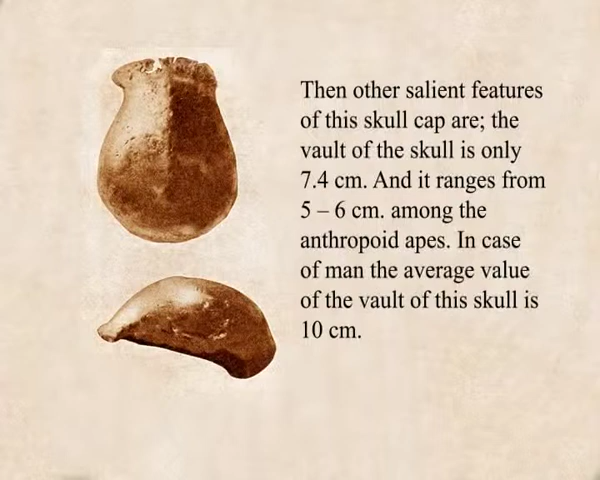 Then other salient features
of this skull cap are; the
vault of the skull is only
7.4 cm. And it ranges from
5 – 6 cm. among the
anthropoid apes. In case
of man the average value
of the vault of this skull is
10 cm.